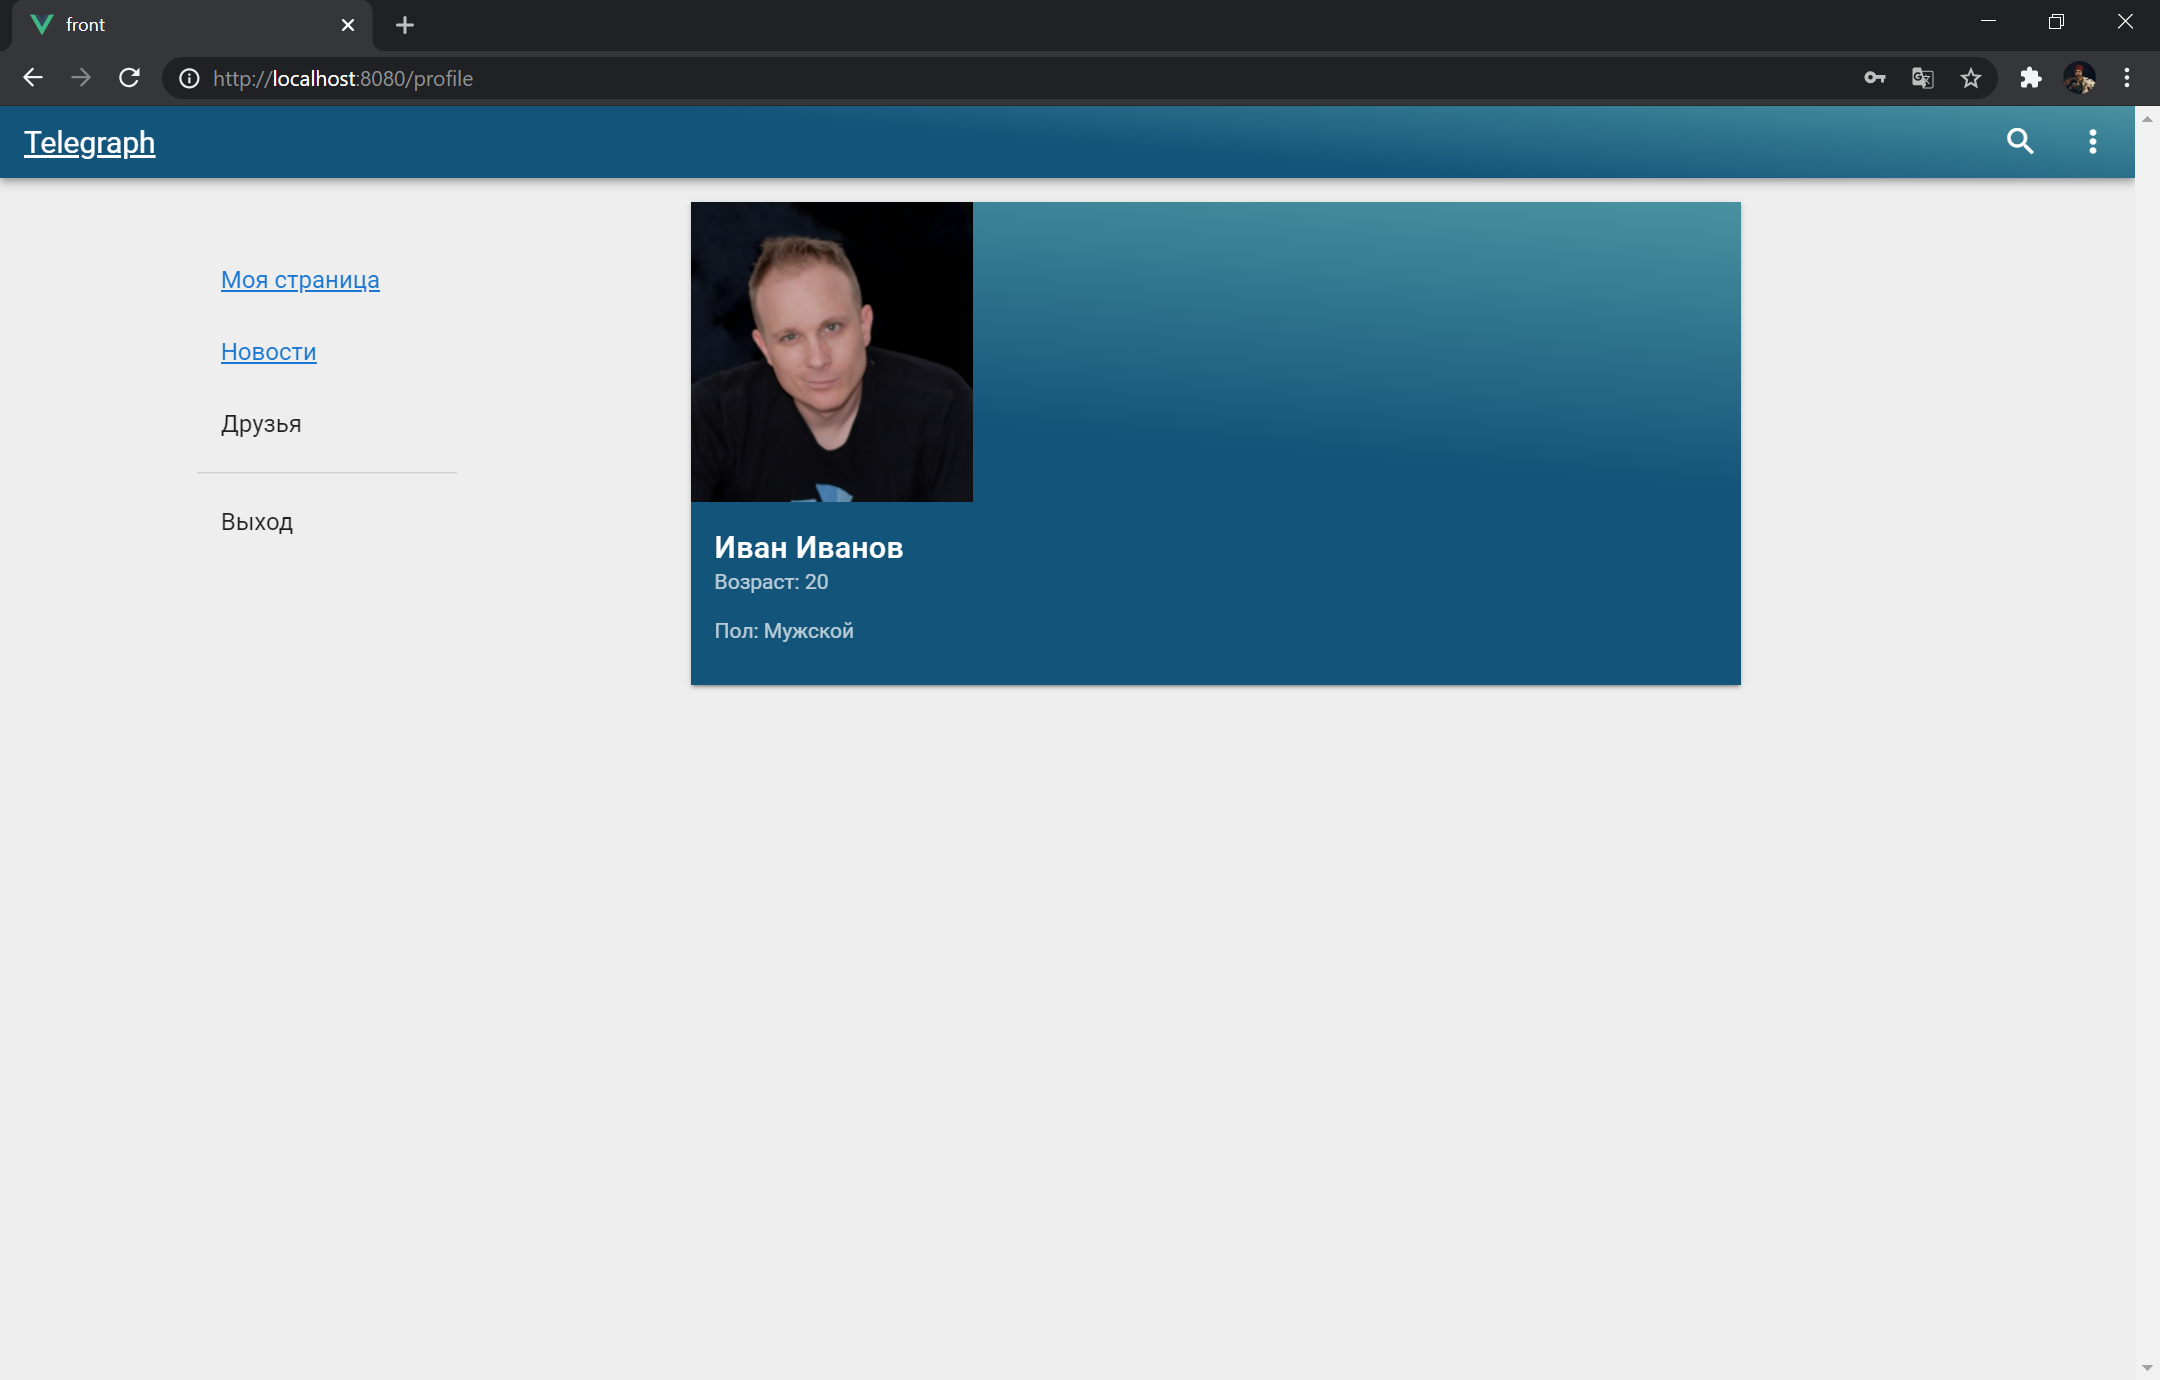 front
http://localhost:8080/profile
Telegraph
Моя страница
Новости
Друзья
Выход
Иван Иванов
Возраст: 20
Пол: Мужской